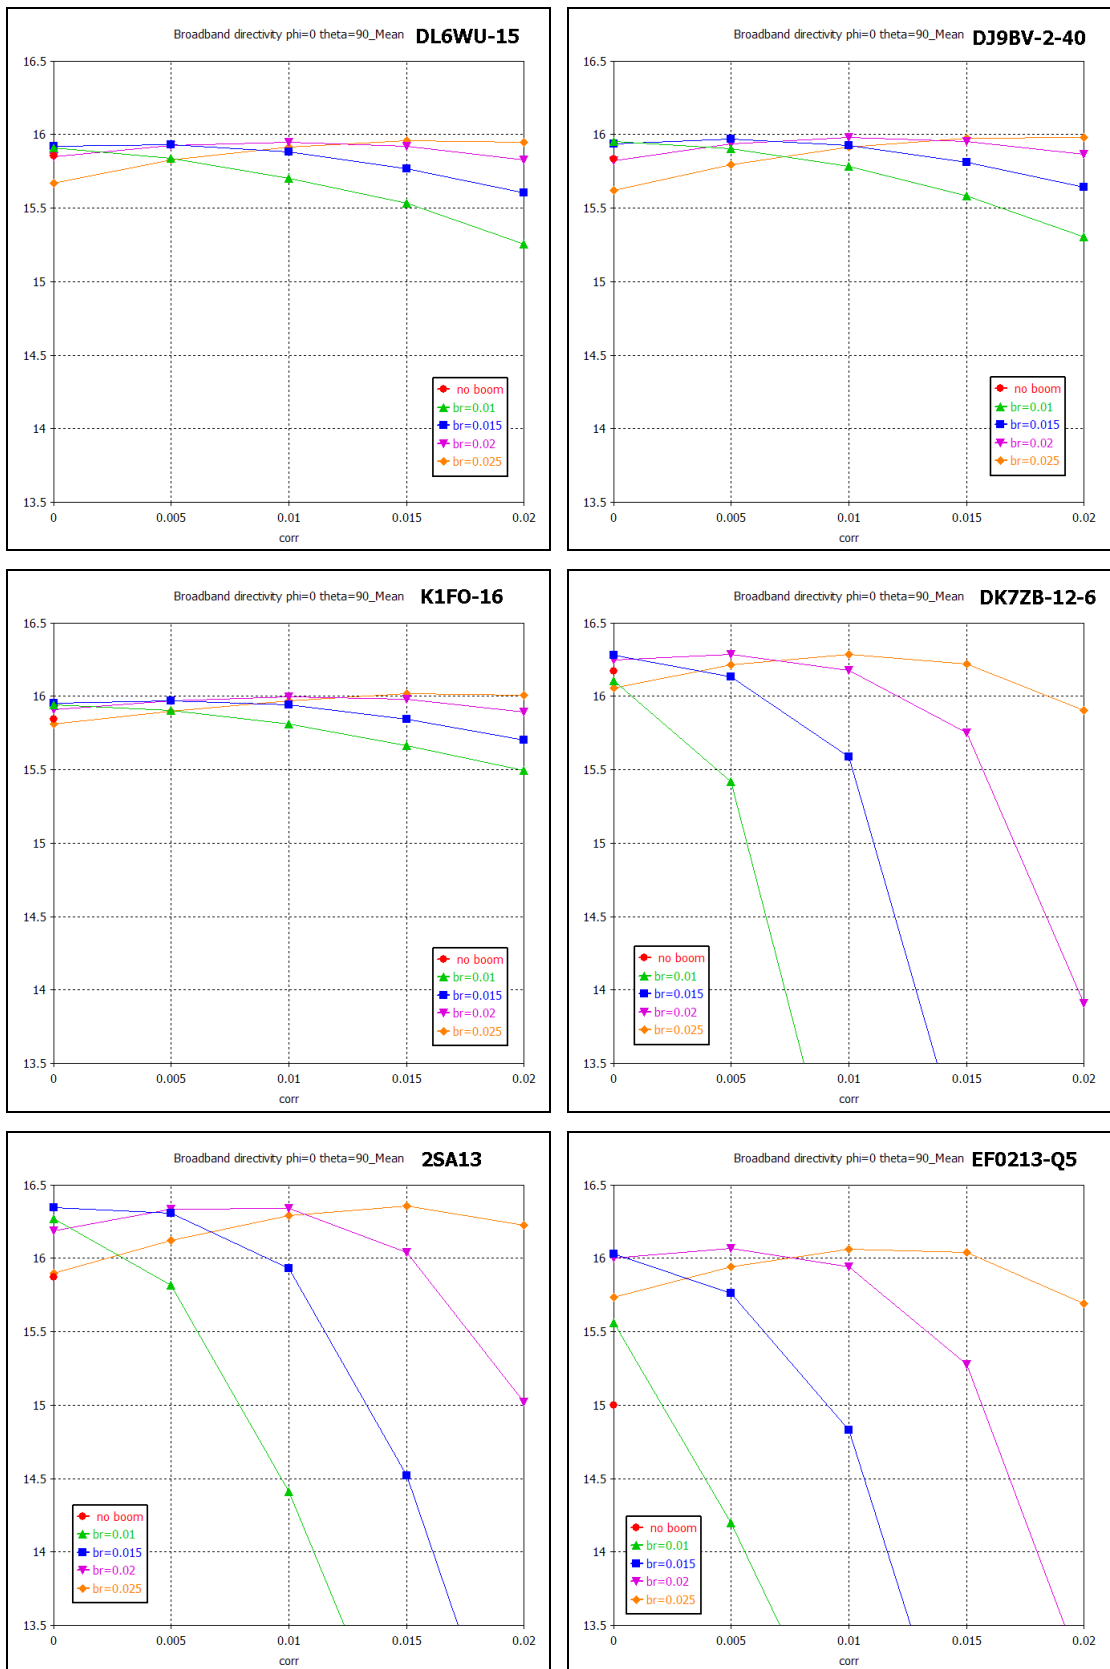 Broadband directivity phi=0 theta=90_Mean DL6WU-15
16.5
16
15.5
15
14.5
14
13.5
0 0.005 0.01 0.015 0.02
corr
no boom
br=0.01
br=0.015
br=0.02
br=0.025
Broadband directivity phi=0 theta=90_Mean DJ9BV-2-40
16.5
16
15.5
15
14.5
14
13.5
0 0.005 0.01 0.015 0.02
corr
no boom
br=0.01
br=0.015
br=0.02
br=0.025
Broadband directivity phi=0 theta=90_Mean K1FO-16
16.5
16
15.5
15
14.5
14
13.5
0 0.005 0.01 0.015 0.02
corr
no boom
br=0.01
br=0.015
br=0.02
br=0.025
Broadband directivity phi=0 theta=90_Mean DK7ZB-12-6
16.5
16
15.5
15
14.5
14
13.5
0 0.005 0.01 0.015 0.02
corr
no boom
br=0.01
br=0.015
br=0.02
br=0.025
Broadband directivity phi=0 theta=90_Mean 2SA13
16.5
16
15.5
15
14.5
14
13.5
0 0.005 0.01 0.015 0.02
corr
no boom
br=0.01
br=0.015
br=0.02
br=0.025
Broadband directivity phi=0 theta=90_Mean EF0213-Q5
16.5
16
15.5
15
14.5
14
13.5
0 0.005 0.01 0.015 0.02
corr
no boom
br=0.01
br=0.015
br=0.02
br=0.025